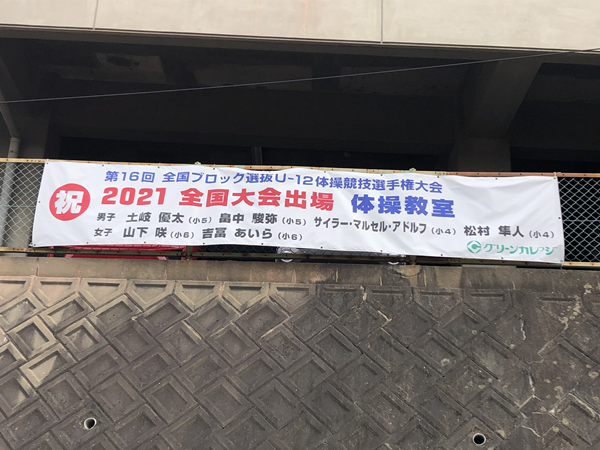 第16回 全国ブロック選抜U-12体操競技選手権大会
祝 2021 全国大会出場 体操教室
男子 土岐 優太(小5) 畠中 駿弥(小5) サイラー・マルセル・アドルフ(小4) 松村 隼人(小4)
女子 山下 咲(小6) 吉冨 あいら(小6)
グリーンカレッジ